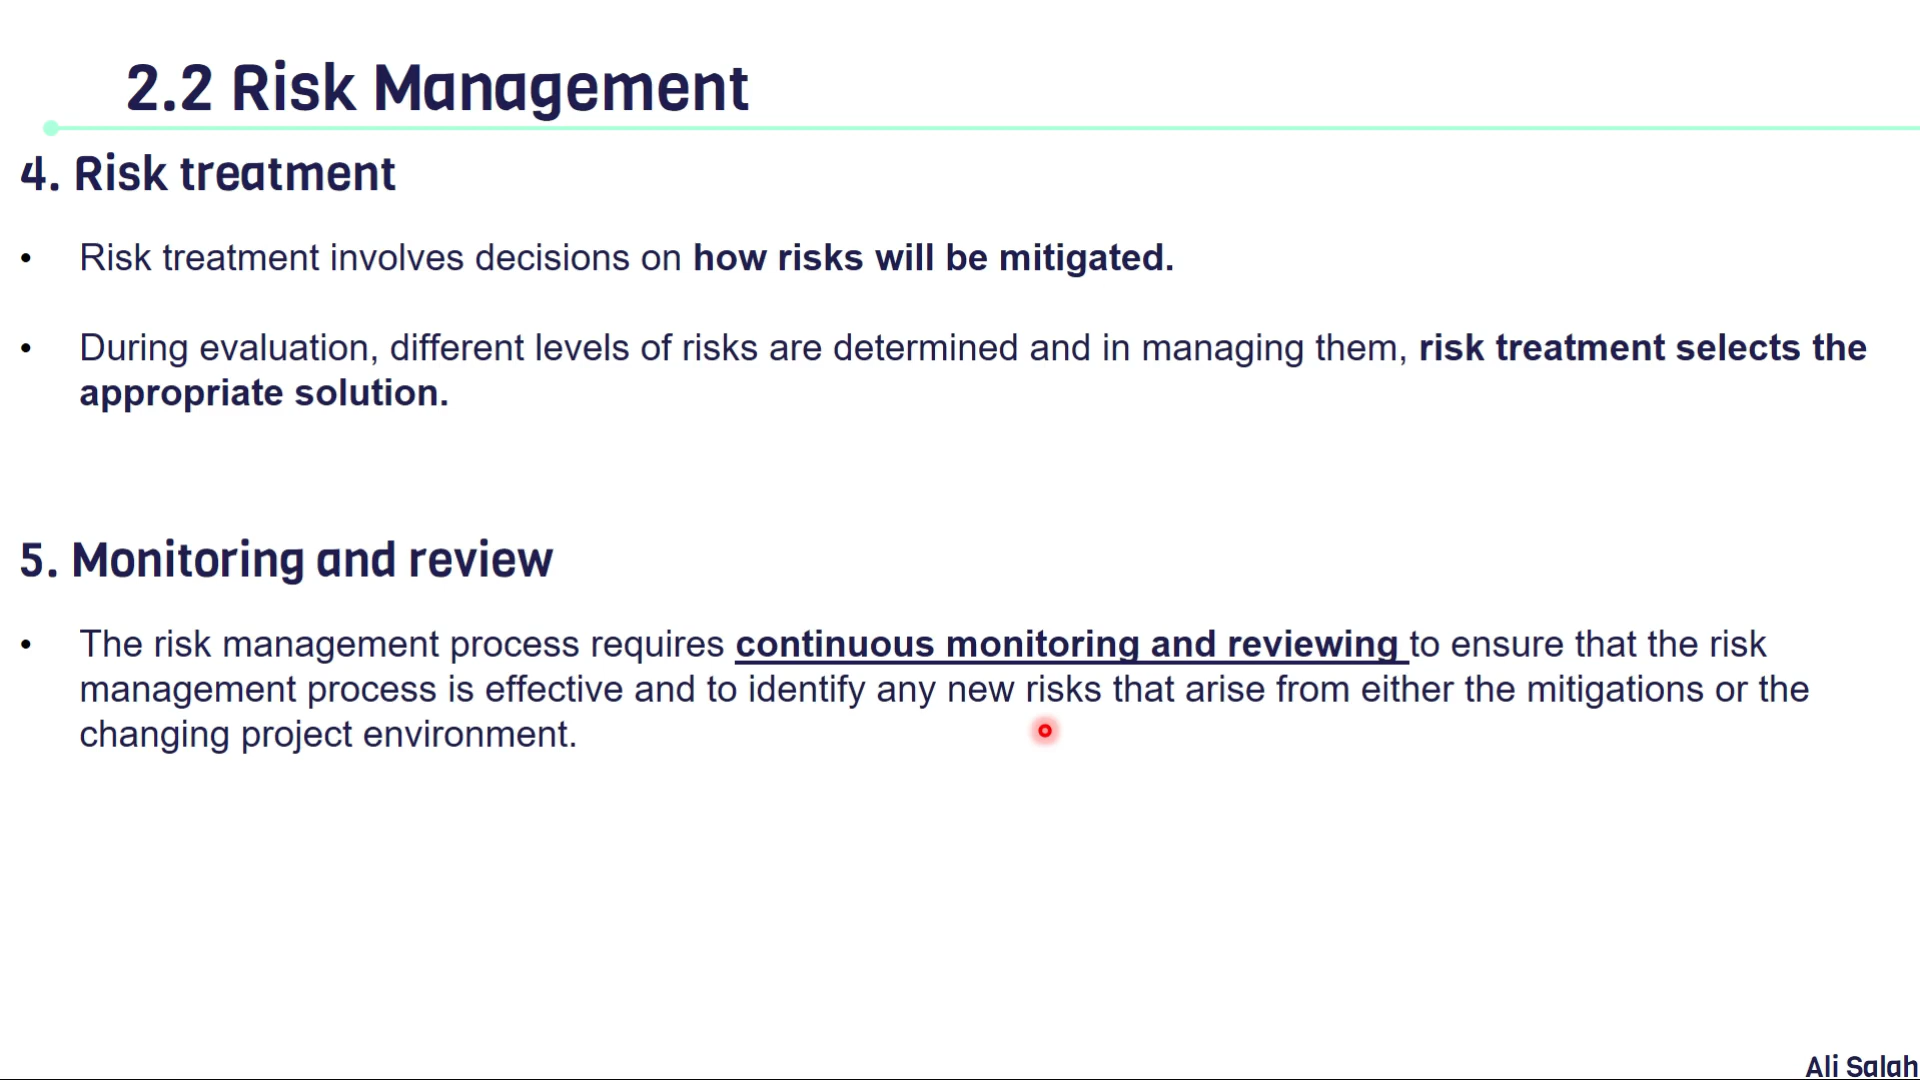 2.2 Risk Management
4. Risk treatment
• Risk treatment involves decisions on how risks will be mitigated.
• During evaluation, different levels of risks are determined and in managing them, risk treatment selects the
appropriate solution.
5. Monitoring and review
• The risk management process requires continuous monitoring and reviewing to ensure that the risk
management process is effective and to identify any new risks that arise from either the mitigations or the
changing project environment.
Ali Salah